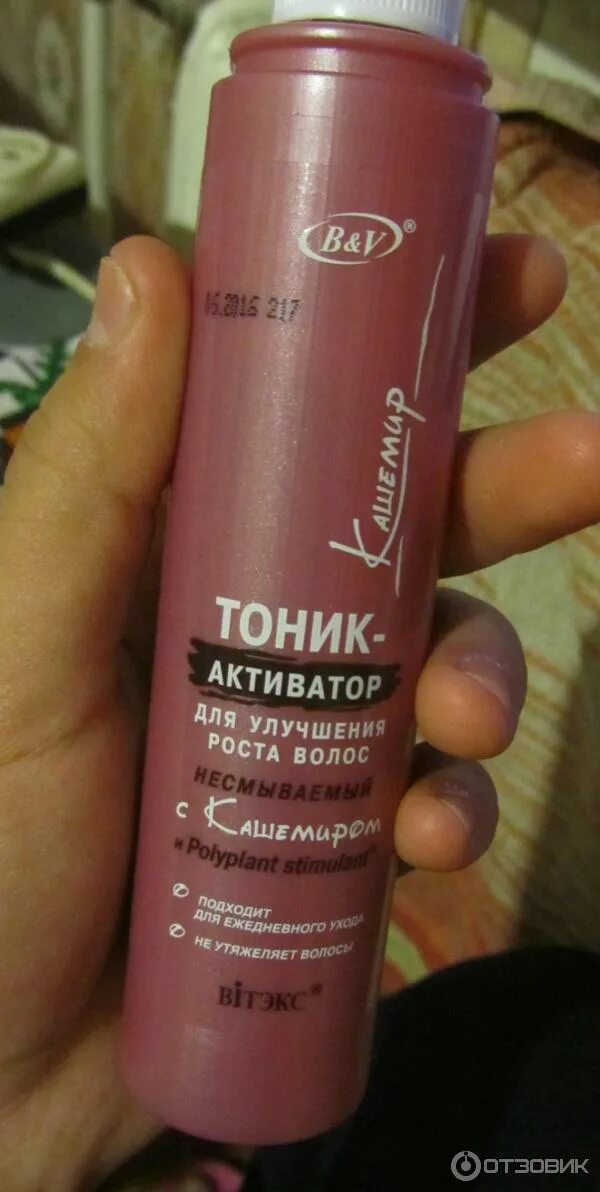 B&V®
05.2016 217
Кашемир
ТОНИК-
АКТИВАТОР
ДЛЯ УЛУЧШЕНИЯ
РОСТА ВОЛОС
НЕСМЫВАЕМЫЙ
с Кашемиром
и Polyplant stimulant®
ПОДХОДИТ
ДЛЯ ЕЖЕДНЕВНОГО УХОДА
НЕ УТЯЖЕЛЯЕТ ВОЛОСЫ
ВіТЭКС®
ОТЗОВИК